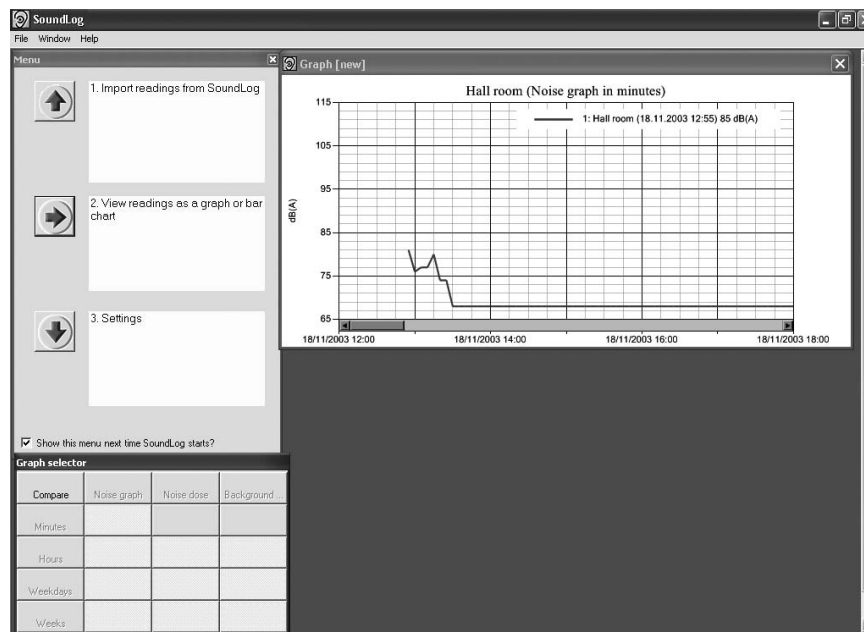 SoundLog
File Window Help
Menu
1. Import readings from SoundLog
2. View readings as a graph or bar
chart
3. Settings
Show this menu next time SoundLog starts?
Graph [new]
Hall room (Noise graph in minutes)
1: Hall room (18.11.2003 12:55) 85 dB(A)
dB(A)
115
105
95
85
75
65
18/11/2003 12:00 18/11/2003 14:00 18/11/2003 16:00 18/11/2003 18:00
Graph selector
Compare Noise graph Noise dose Background ...
Minutes
Hours
Weekdays
Weeks